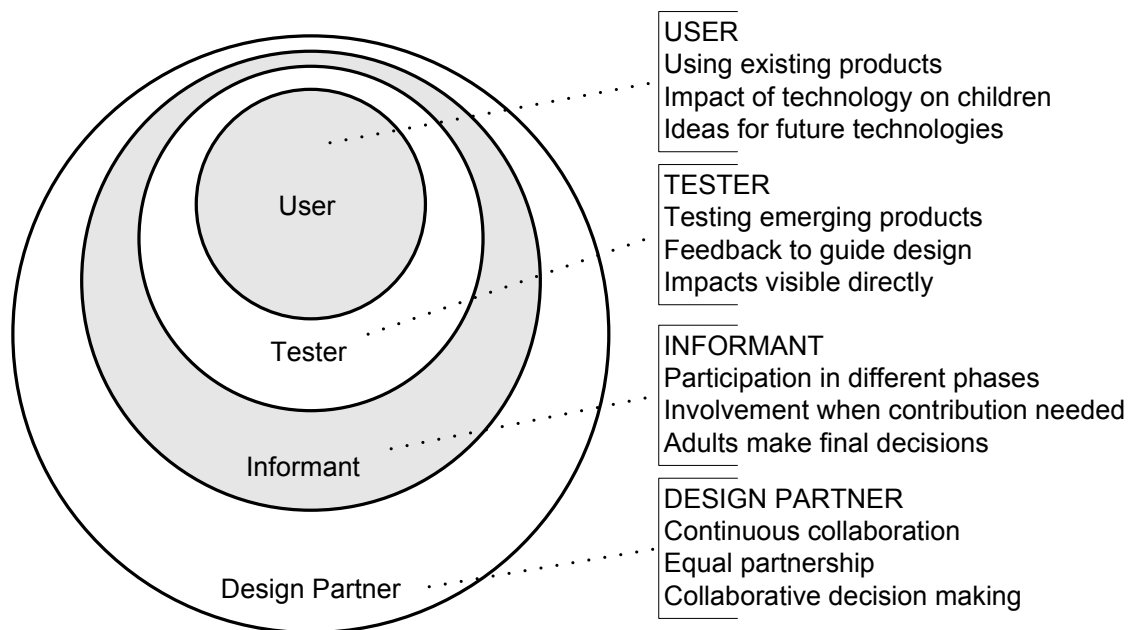 User
Tester
Informant
Design Partner
USER
Using existing products
Impact of technology on children
Ideas for future technologies
TESTER
Testing emerging products
Feedback to guide design
Impacts visible directly
INFORMANT
Participation in different phases
Involvement when contribution needed
Adults make final decisions
DESIGN PARTNER
Continuous collaboration
Equal partnership
Collaborative decision making